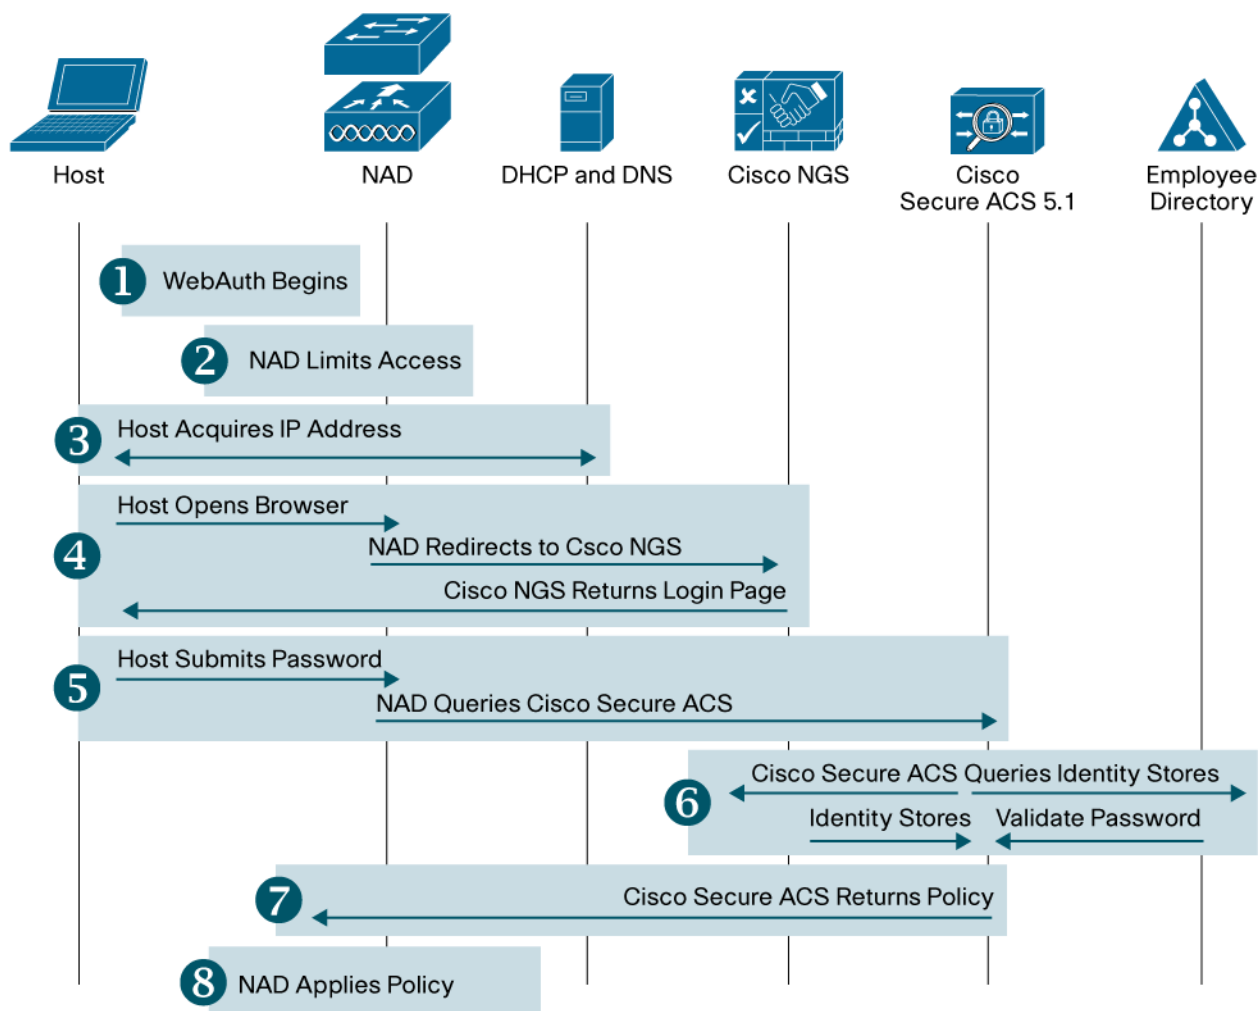 Host
NAD
DHCP and DNS
Cisco NGS
Cisco
Secure ACS 5.1
Employee
Directory
1 WebAuth Begins
2 NAD Limits Access
3 Host Acquires IP Address
4 Host Opens Browser
NAD Redirects to Csco NGS
Cisco NGS Returns Login Page
5 Host Submits Password
NAD Queries Cisco Secure ACS
6 Cisco Secure ACS Queries Identity Stores
Identity Stores Validate Password
7 Cisco Secure ACS Returns Policy
8 NAD Applies Policy